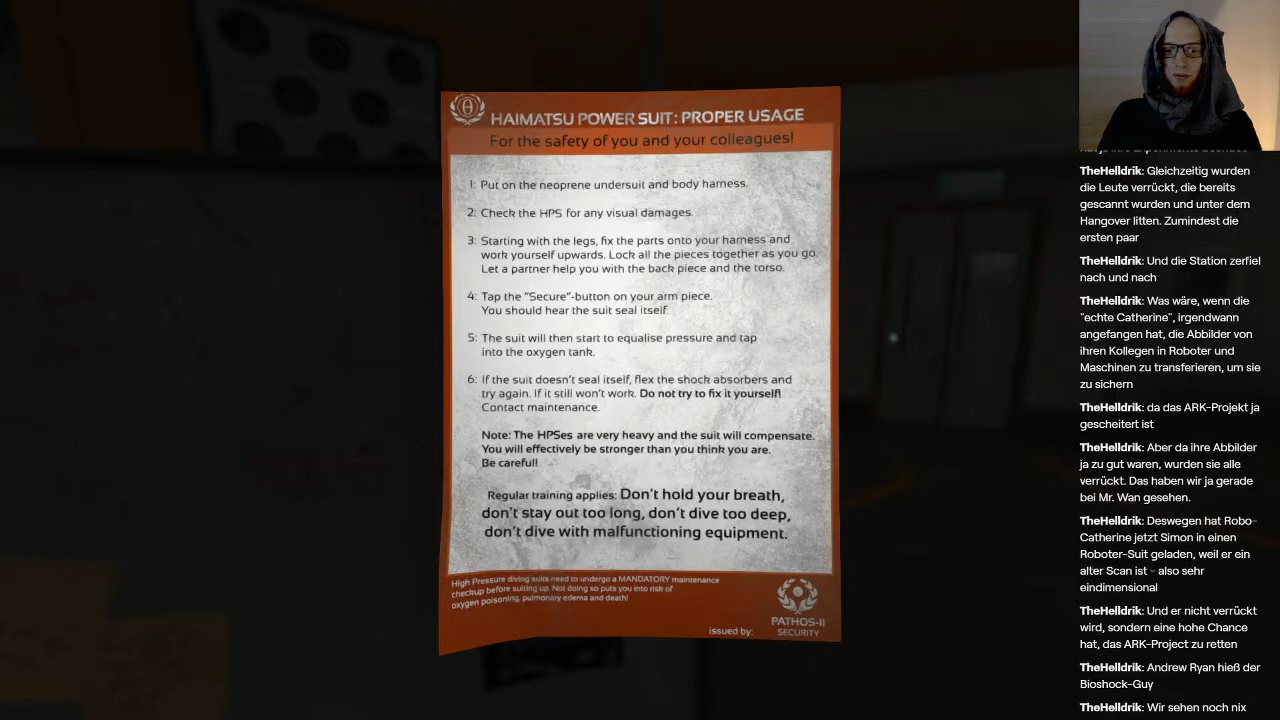 HAIMATSU POWER SUIT: PROPER USAGE
For the safety of you and your colleagues!
1: Put on the neoprene undersuit and body harness.
2: Check the HPS for any visual damages.
3: Starting with the legs, fix the parts onto your harness and
work yourself upwards. Lock all the pieces together as you go.
Let a partner help you with the back piece and the torso.
4: Tap the "Secure"-button on your arm piece.
You should hear the suit seal itself.
5: The suit will then start to equalise pressure and tap
into the oxygen tank.
6: If the suit doesn't seal itself, flex the shock absorbers and
try again. If it still won't work. Do not try to fix it yourself!
Contact maintenance.
Note: The HPSes are very heavy and the suit will compensate.
You will effectively be stronger than you think you are.
Be careful!
Regular training applies: Don't hold your breath,
don't stay out too long, don't dive too deep,
don't dive with malfunctioning equipment.
High Pressure diving suits need to undergo a MANDATORY maintenance
checkup before suiting up. Not doing so puts you into risk of
oxygen poisoning, pulmonary edema and death!
issued by:
PATHOS-II
SECURITY
TheHelldrik: Gleichzeitig wurden
die Leute verrückt, die bereits
gescannt wurden und unter dem
Hangover litten. Zumindest die
ersten paar
TheHelldrik: Und die Station zerfiel
nach und nach
TheHelldrik: Was wäre, wenn die
"echte Catherine", irgendwann
angefangen hat, die Abbilder von
ihren Kollegen in Roboter und
Maschinen zu transferieren, um sie
zu sichern
TheHelldrik: da das ARK-Projekt ja
gescheitert ist
TheHelldrik: Aber da ihre Abbilder
ja zu gut waren, wurden sie alle
verrückt. Das haben wir ja gerade
bei Mr. Wan gesehen.
TheHelldrik: Deswegen hat Robo-
Catherine jetzt Simon in einen
Roboter-Suit geladen, weil er ein
alter Scan ist - also sehr
eindimensional
TheHelldrik: Und er nicht verrückt
wird, sondern eine hohe Chance
hat, das ARK-Project zu retten
TheHelldrik: Andrew Ryan hieß der
Bioshock-Guy
TheHelldrik: Wir sehen noch nix